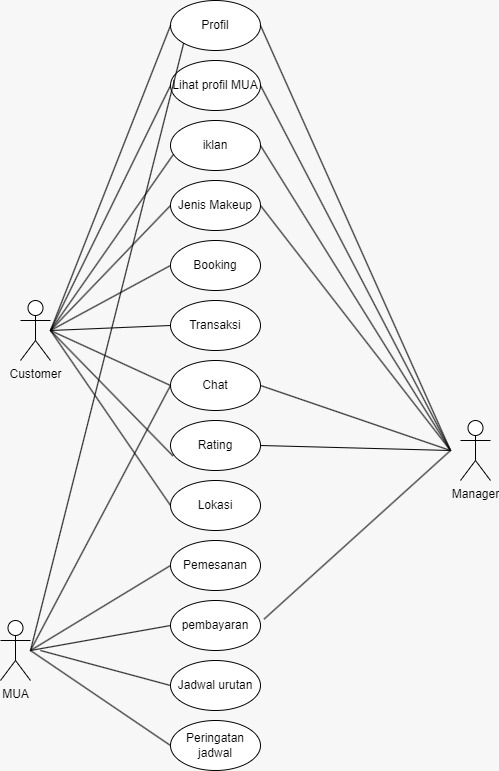 Profil
Lihat profil MUA
iklan
Jenis Makeup
Booking
Transaksi
Customer
Chat
Rating
Manager
Lokasi
Pemesanan
pembayaran
MUA
Jadwal urutan
Peringatan
jadwal